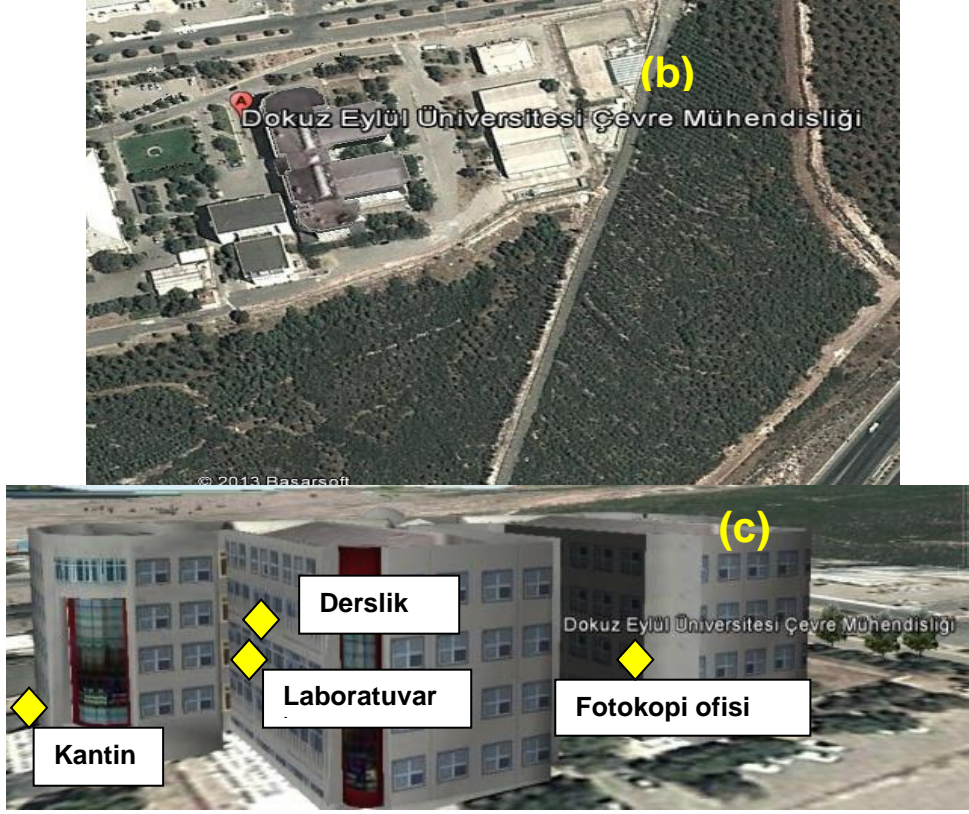 (b)
A
Dokuz Eylül Üniversitesi Çevre Mühendisliği
© 2013 Basarsoft
(c)
Derslik
Dokuz Eylül Üniversitesi Çevre Mühendisliği
Laboratuvar
Fotokopi ofisi
Kantin